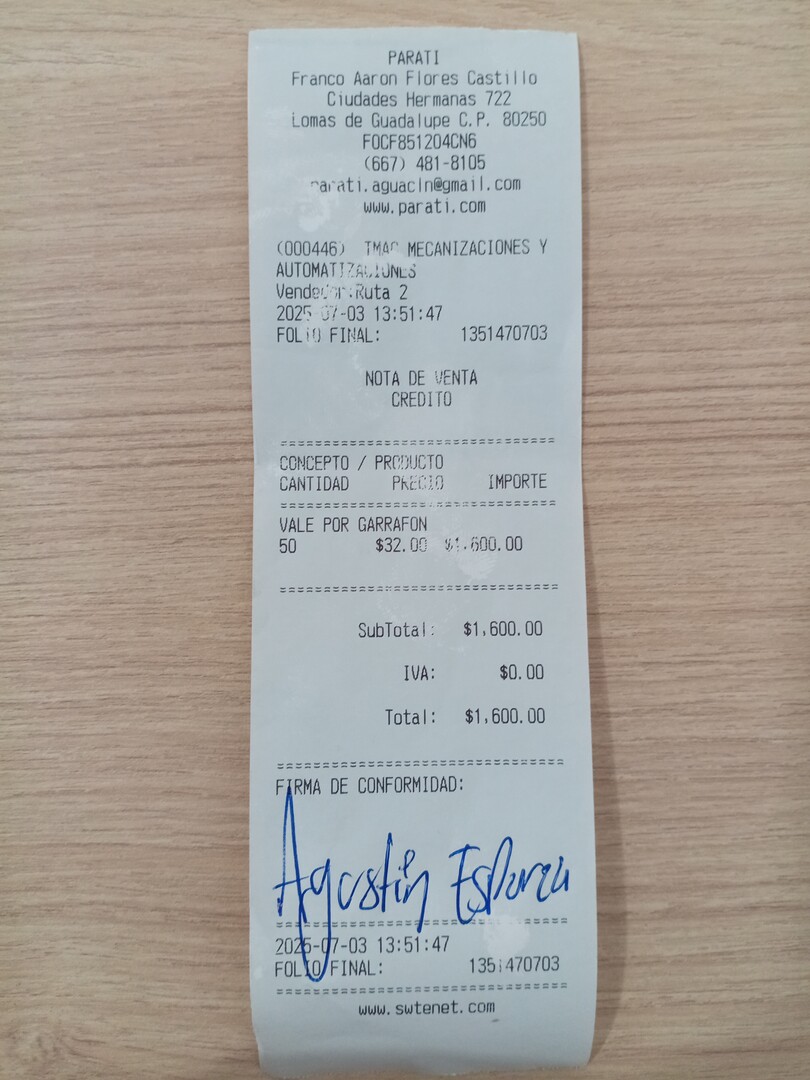 PARATI
Franco Aaron Flores Castillo
Ciudades Hermanas 722
Lomas de Guadalupe C.P. 80250
FOCF851204CN6
(667) 481-8105
parati.aguacln@gmail.com
www.parati.com
(000446) TMAC MECANIZACIONES Y
AUTOMATIZACIONES
Vendedor:Ruta 2
2025-07-03 13:51:47
FOLIO FINAL: 1351470703
NOTA DE VENTA
CREDITO
===============================
CONCEPTO / PRODUCTO
CANTIDAD PRECIO IMPORTE
===============================
VALE POR GARRAFON
50 $32.00 $1,600.00
===============================
SubTotal: $1,600.00
IVA: $0.00
Total: $1,600.00
===============================
FIRMA DE CONFORMIDAD:
Agustín Esparza
===============================
2025-07-03 13:51:47
FOLIO FINAL: 1351470703
===============================
www.swtenet.com